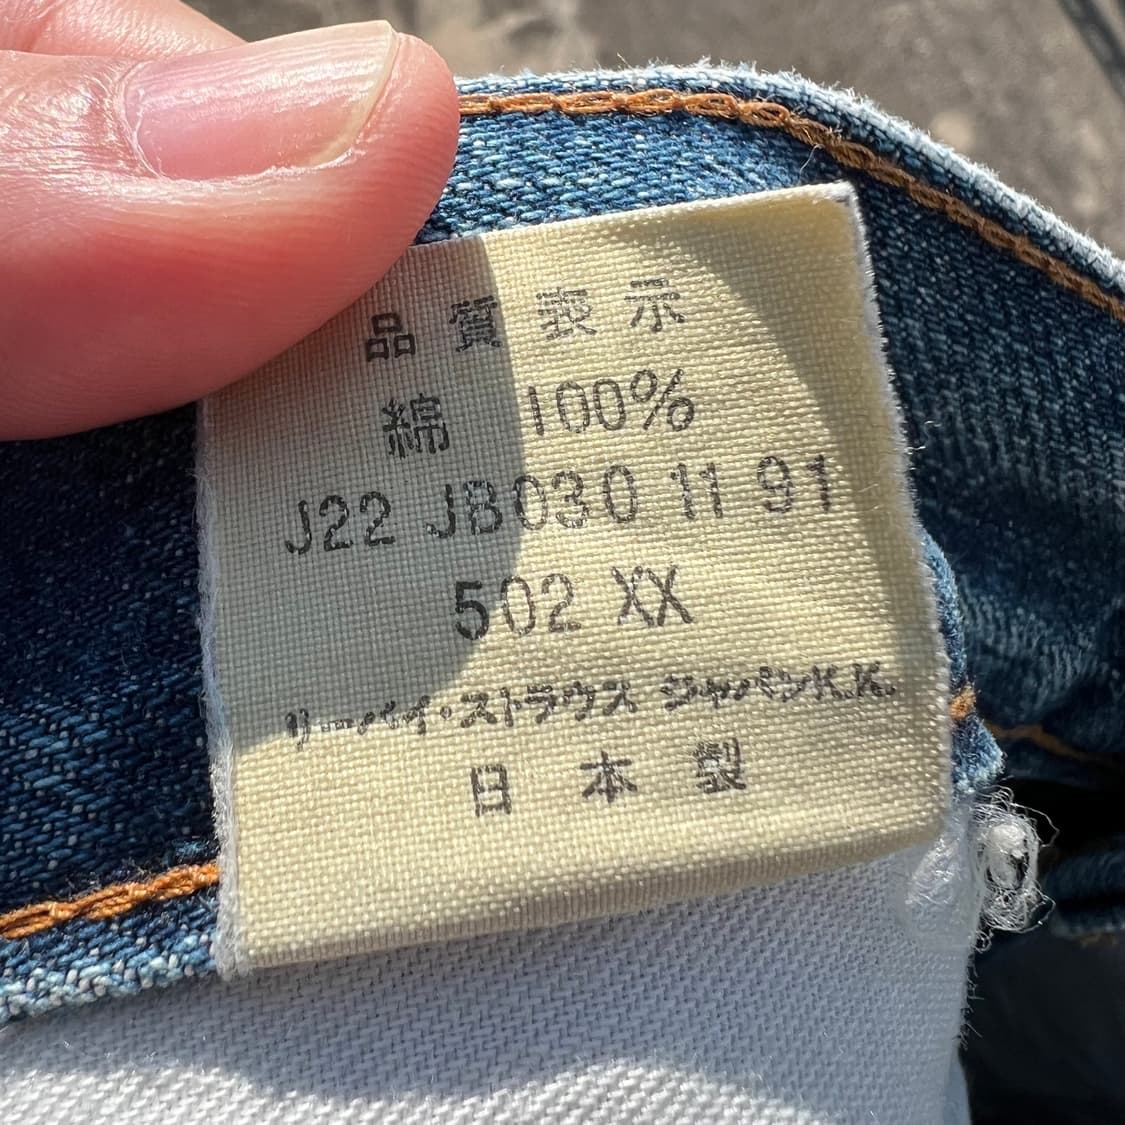 品質表示
綿 100%
J22 JB030 11 91
502 XX
リーバイ・ストラウス ジャパンK.K.
日本製